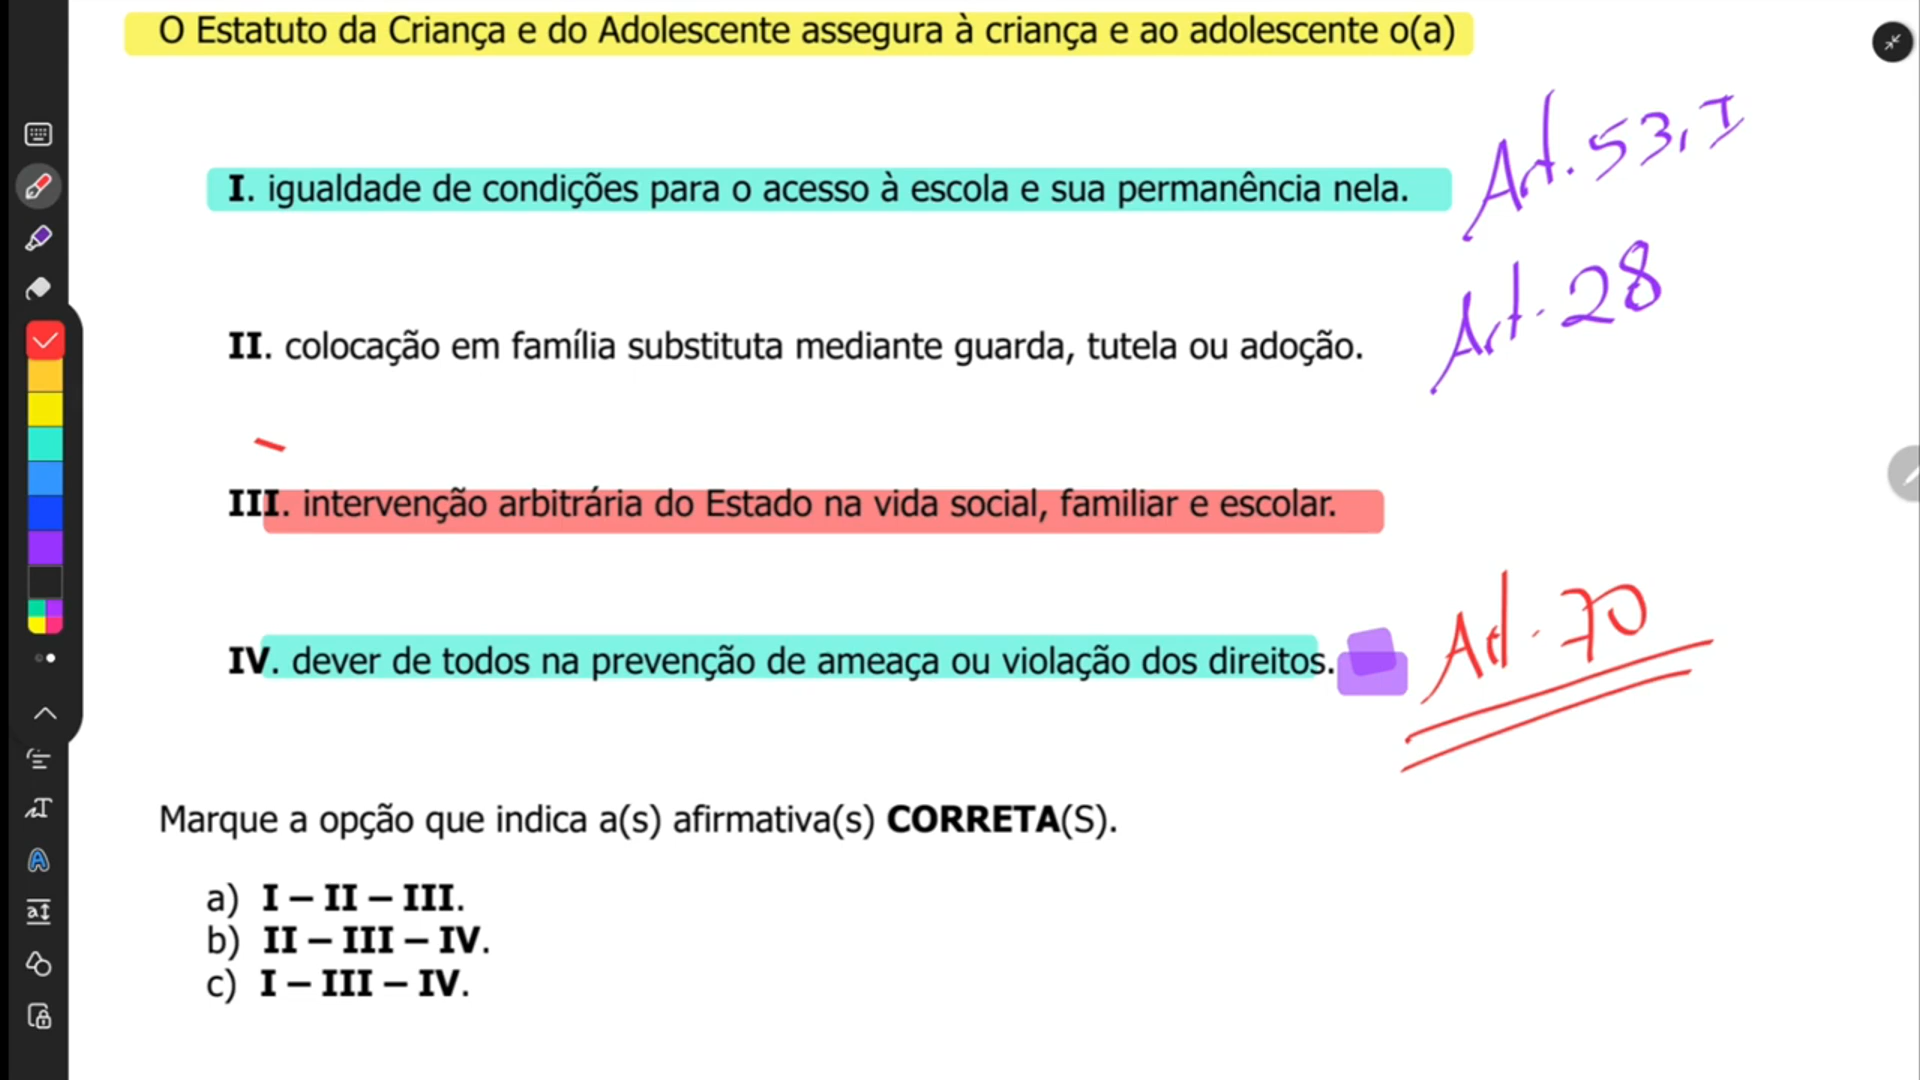 O Estatuto da Criança e do Adolescente assegura à criança e ao adolescente o(a)
I. igualdade de condições para o acesso à escola e sua permanência nela.
Art. 53, I
II. colocação em família substituta mediante guarda, tutela ou adoção.
Art. 28
III. intervenção arbitrária do Estado na vida social, familiar e escolar.
IV. dever de todos na prevenção de ameaça ou violação dos direitos.
Art. 70
Marque a opção que indica a(s) afirmativa(s) CORRETA(S).
a) I – II – III.
b) II – III – IV.
c) I – III – IV.